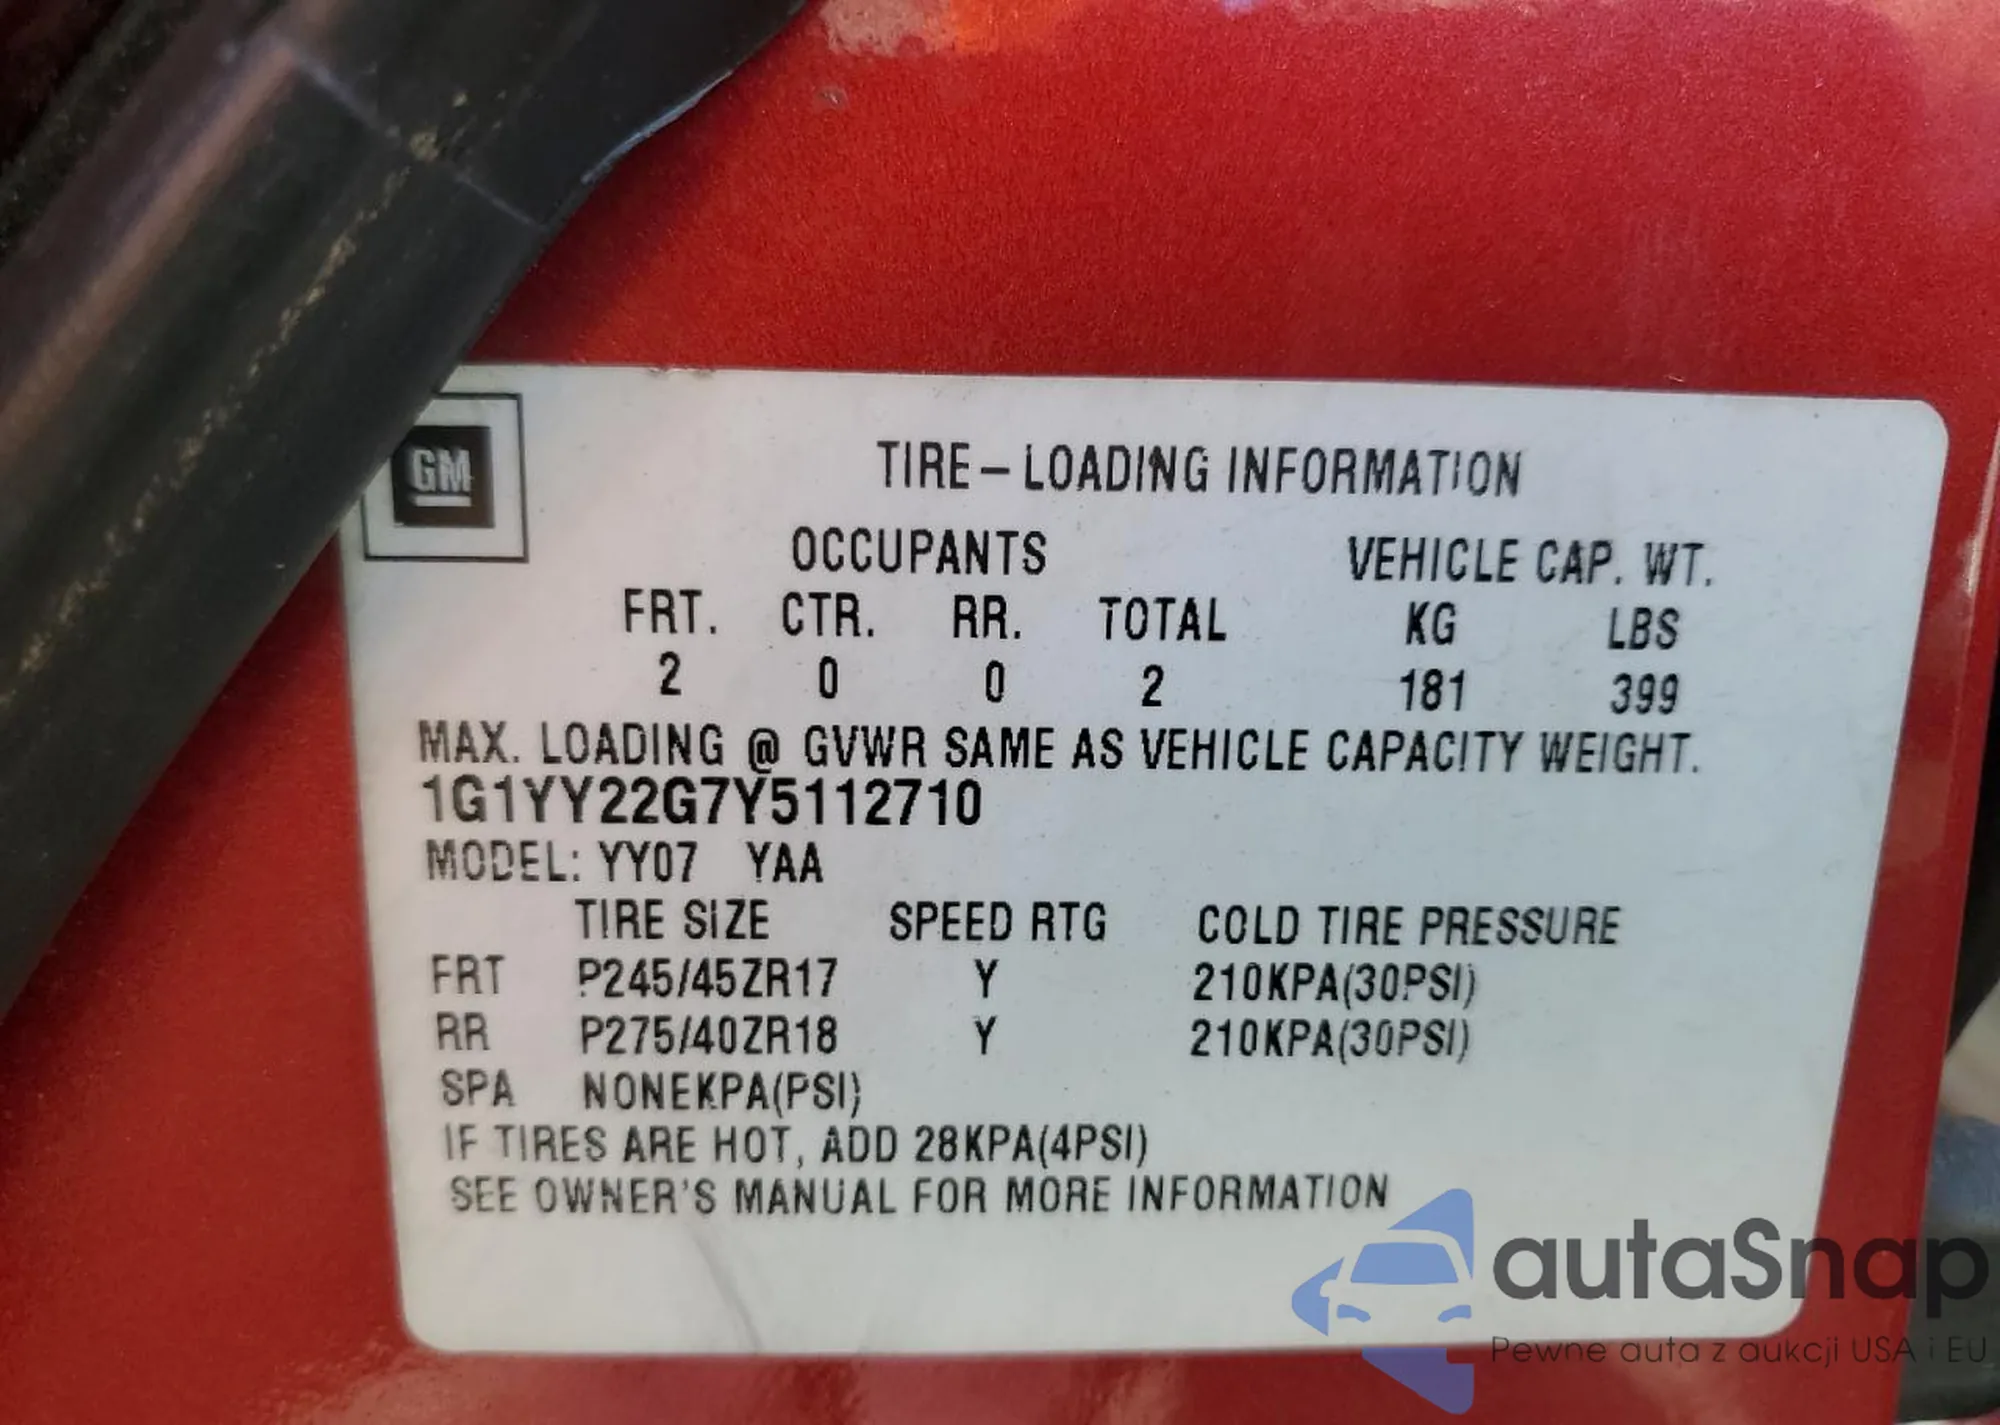 GM
TIRE-LOADING INFORMATION
OCCUPANTS VEHICLE CAP. WT.
FRT. CTR. RR. TOTAL KG LBS
2 0 0 2 181 399
MAX. LOADING @ GVWR SAME AS VEHICLE CAPACITY WEIGHT.
1G1YY22G7Y5112710
MODEL: YY07 YAA
TIRE SIZE SPEED RTG COLD TIRE PRESSURE
FRT P245/45ZR17 Y 210KPA(30PSI)
RR P275/40ZR18 Y 210KPA(30PSI)
SPA NONEKPA(PSI)
IF TIRES ARE HOT, ADD 28KPA(4PSI)
SEE OWNER'S MANUAL FOR MORE INFORMATION
autaSnap
Pewne auta z aukcji USA i EU